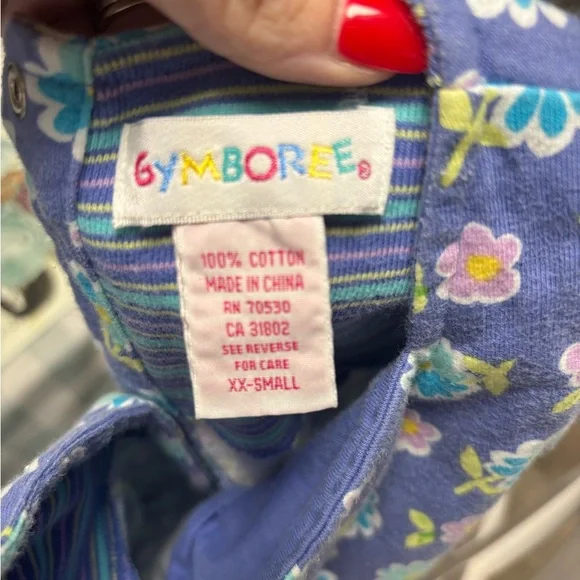 GYMBOREE®
100% COTTON
MADE IN CHINA
RN 70530
CA 31802
SEE REVERSE
FOR CARE
XX-SMALL